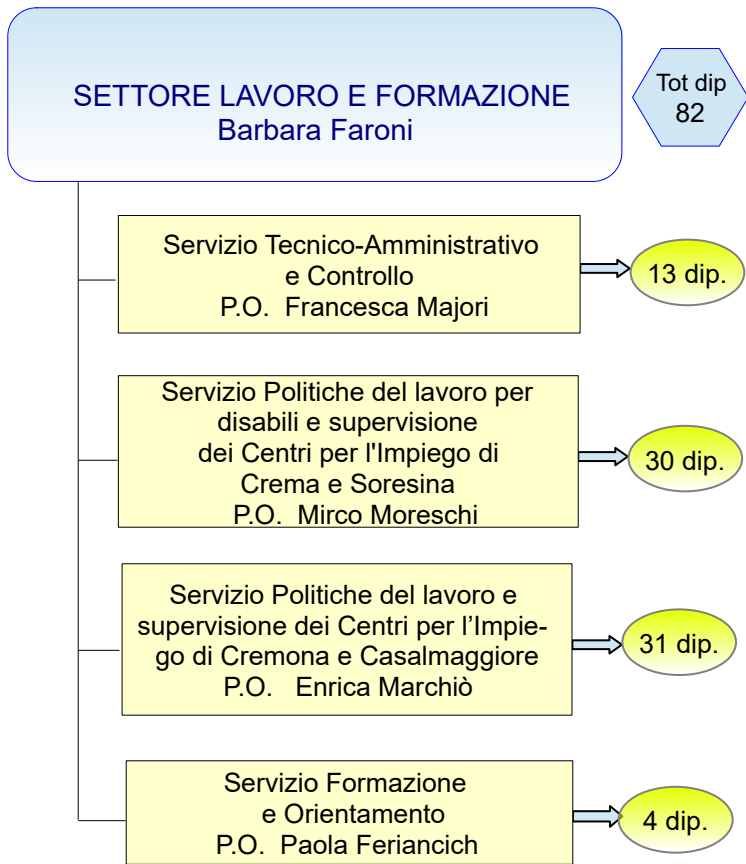 SETTORE LAVORO E FORMAZIONE
Barbara Faroni
Tot dip
82
Servizio Tecnico-Amministrativo
e Controllo
P.O. Francesca Majori
13 dip.
Servizio Politiche del lavoro per
disabili e supervisione
dei Centri per l'Impiego di
Crema e Soresina
P.O. Mirco Moreschi
30 dip.
Servizio Politiche del lavoro e
supervisione dei Centri per l’Impie-
go di Cremona e Casalmaggiore
P.O. Enrica Marchiò
31 dip.
Servizio Formazione
e Orientamento
P.O. Paola Feriancich
4 dip.